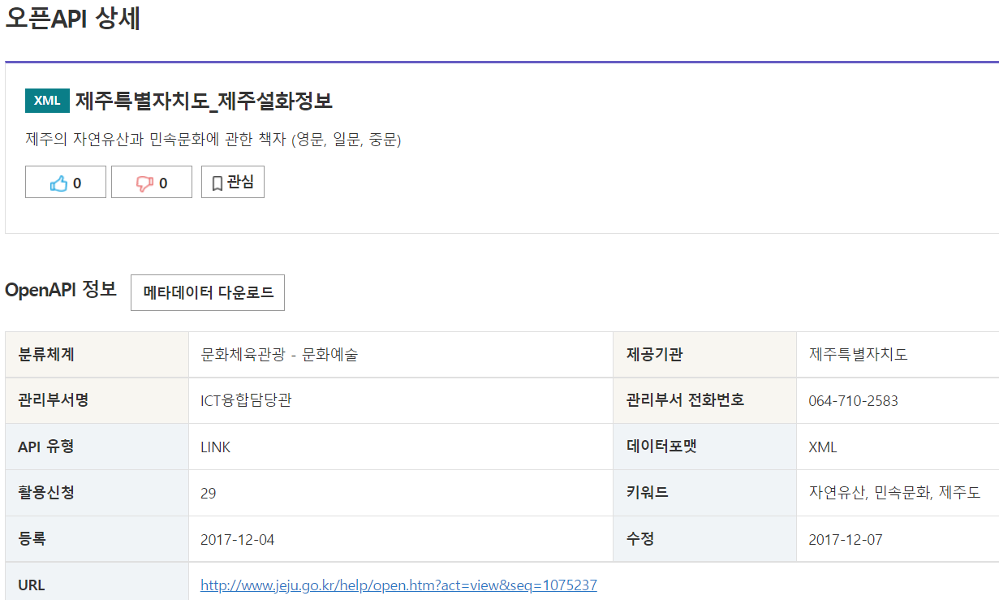 오픈API 상세
XML 제주특별자치도_제주설화정보
제주의 자연유산과 민속문화에 관한 책자 (영문, 일문, 중문)
0 0 관심
OpenAPI 정보 메타데이터 다운로드
분류체계 문화체육관광 - 문화예술 제공기관 제주특별자치도
관리부서명 ICT융합담당관 관리부서 전화번호 064-710-2583
API 유형 LINK 데이터포맷 XML
활용신청 29 키워드 자연유산, 민속문화, 제주도
등록 2017-12-04 수정 2017-12-07
URL http://www.jeju.go.kr/help/open.htm?act=view&seq=1075237